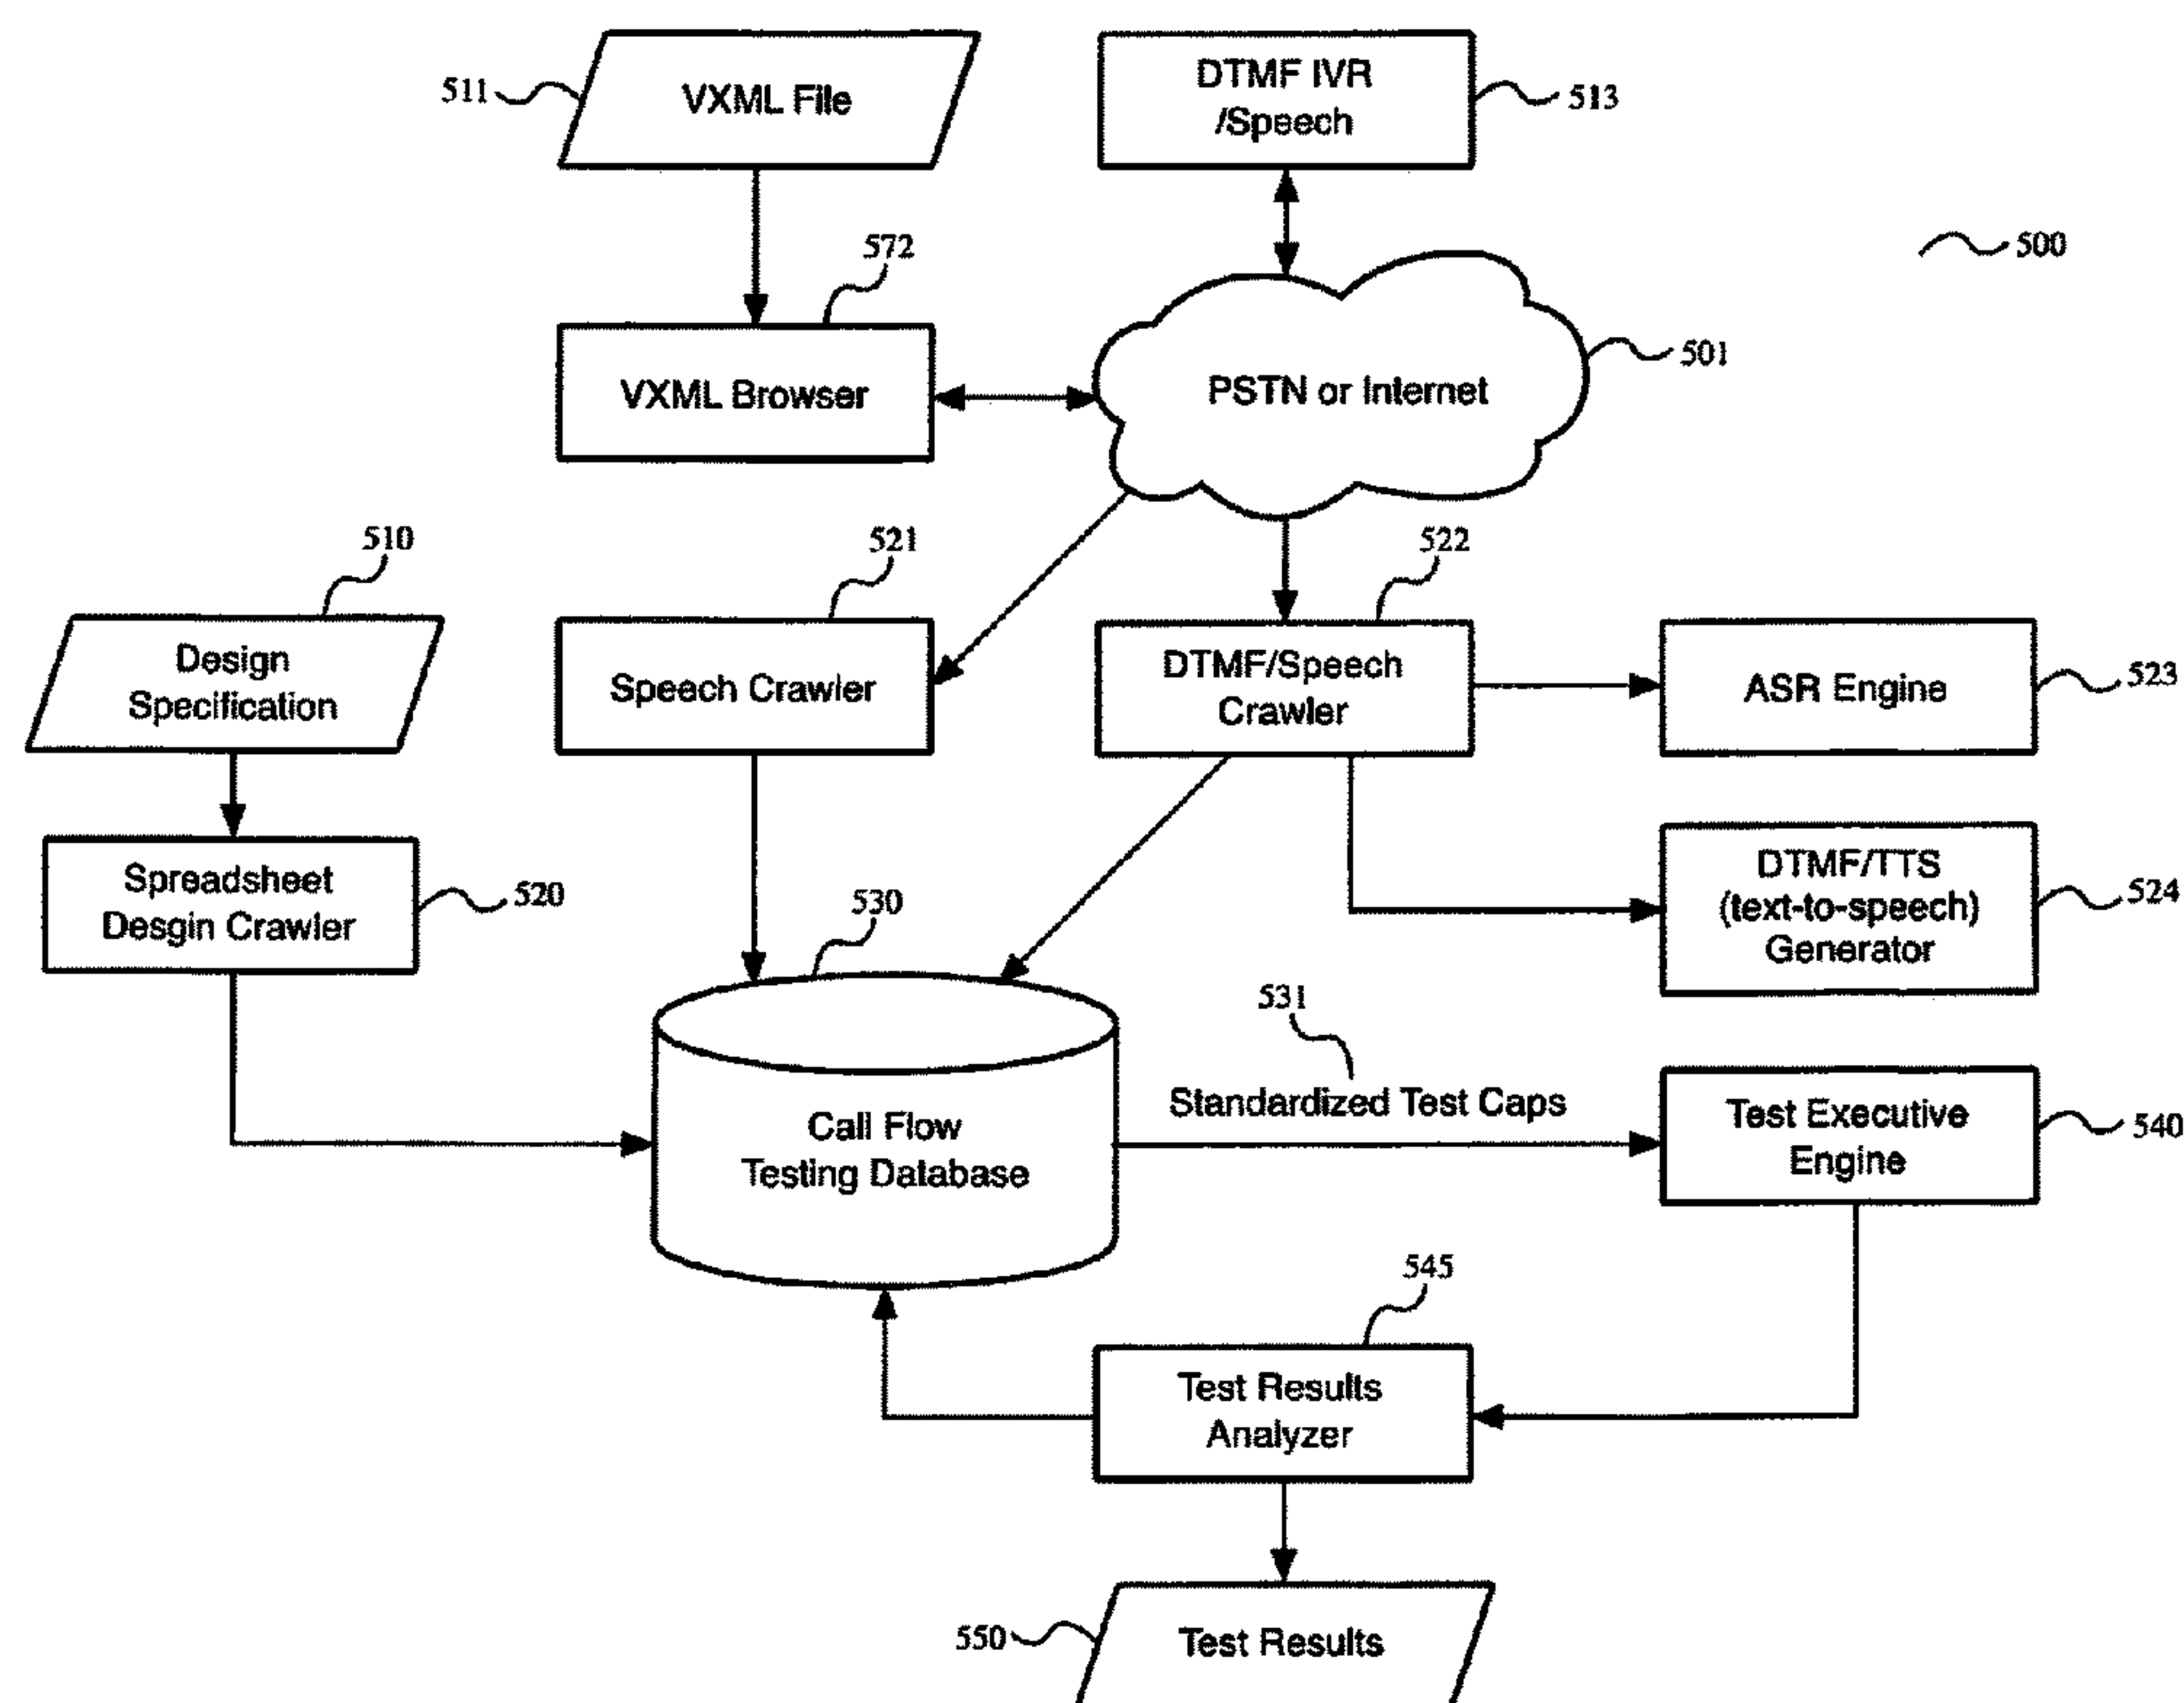 511
VXML File
DTMF IVR
/Speech
513
572
500
VXML Browser
PSTN or Internet
501
510
521
522
Design
Specification
Speech Crawler
DTMF/Speech
Crawler
ASR Engine
523
Spreadsheet
Desgin Crawler
520
530
DTMF/TTS
(text-to-speech)
Generator
524
531
Standardized Test Caps
Call Flow
Testing Database
Test Executive
Engine
540
545
Test Results
Analyzer
550
Test Results